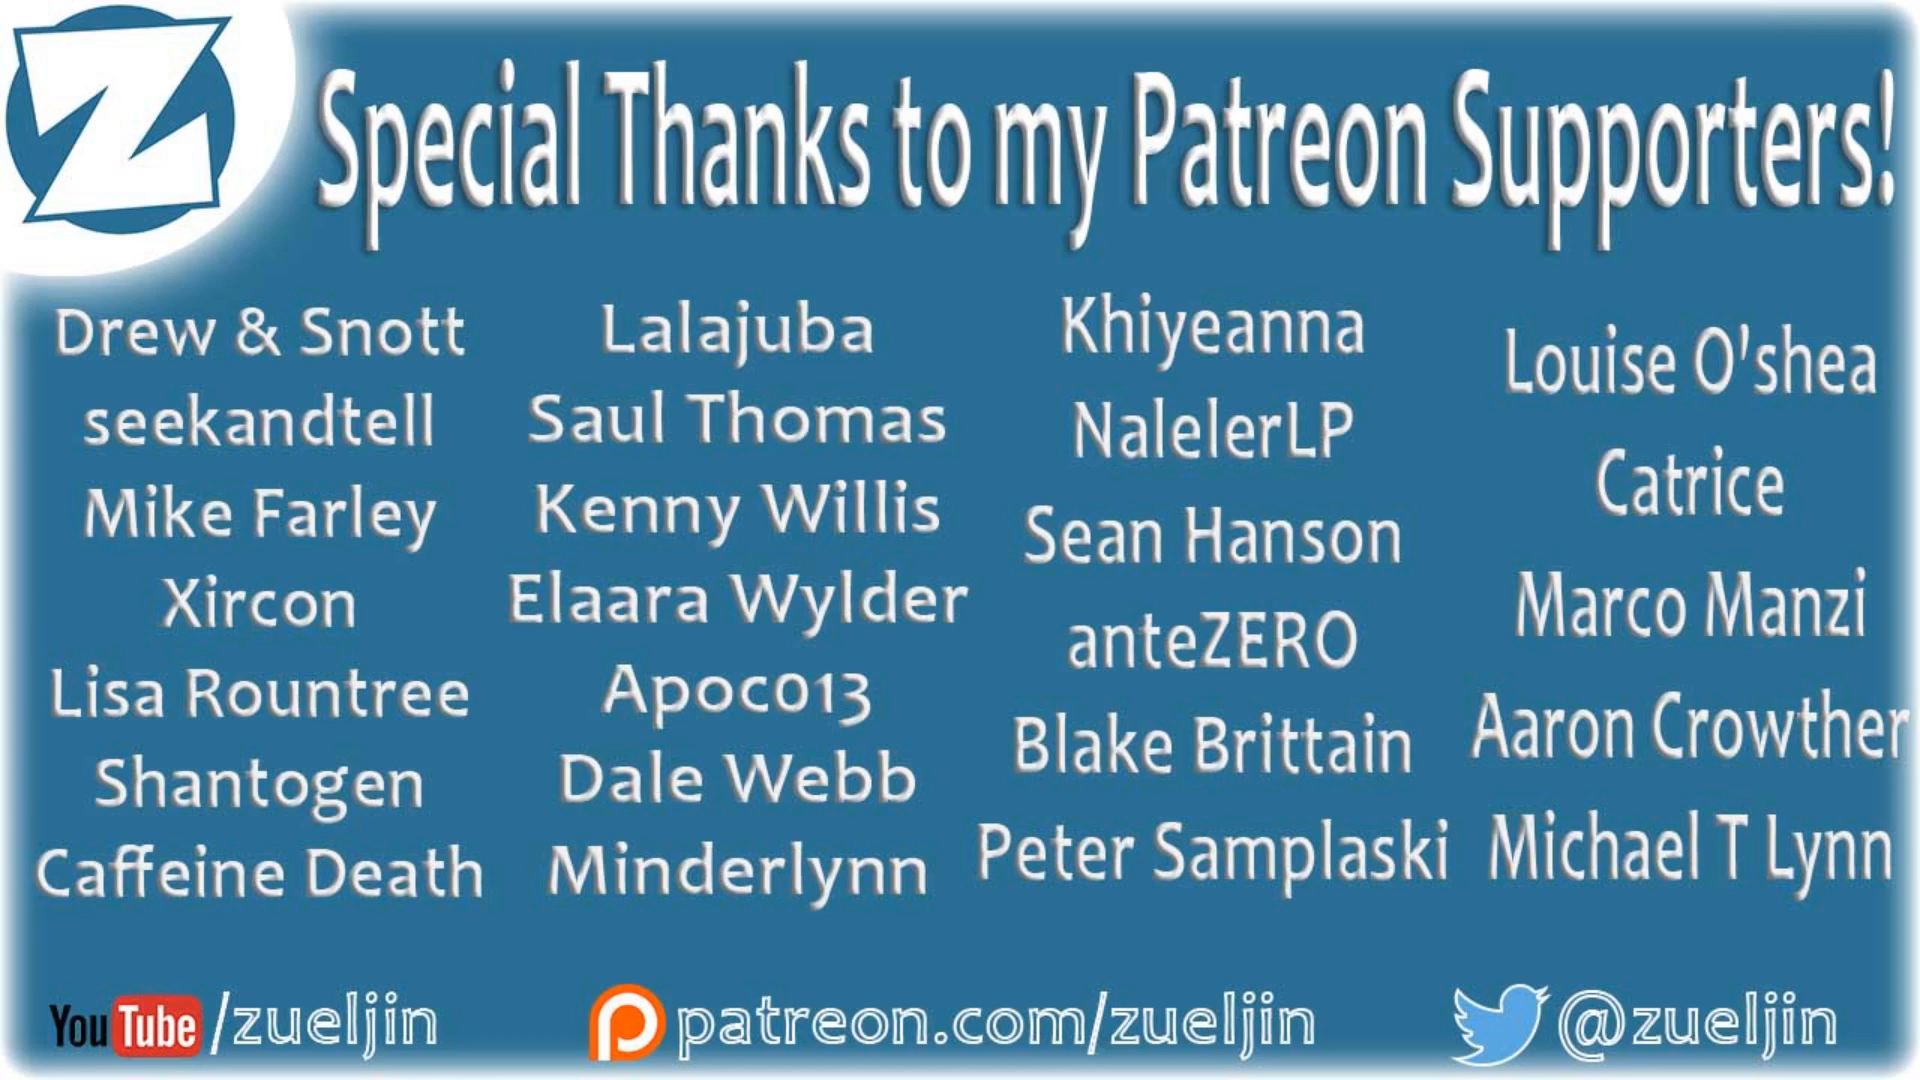 Z
Special Thanks to my Patreon Supporters!
Drew & Snott
seekandtell
Mike Farley
Xircon
Lisa Rountree
Shantogen
Caffeine Death
Lalajuba
Saul Thomas
Kenny Willis
Elaara Wylder
Apoc013
Dale Webb
Minderlynn
Khiyeanna
NalelerLP
Sean Hanson
anteZERO
Blake Brittain
Peter Samplaski
Louise O'shea
Catrice
Marco Manzi
Aaron Crowther
Michael T Lynn
YouTube /zueljin
patreon.com/zueljin
@zueljin